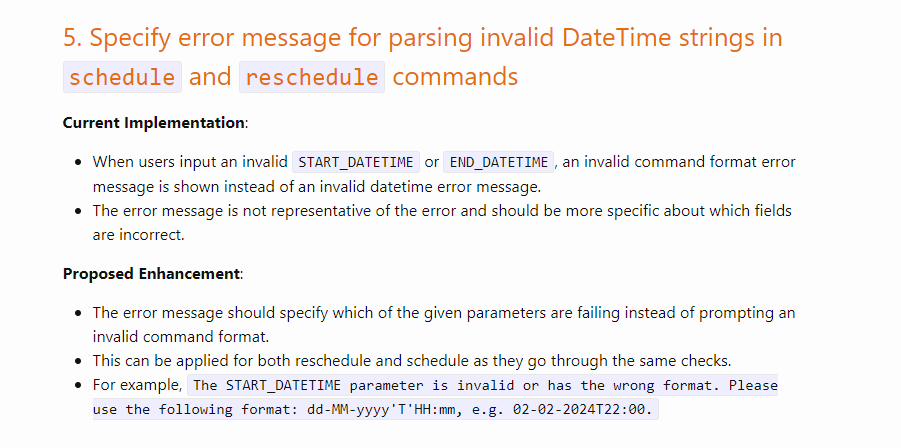 5. Specify error message for parsing invalid DateTime strings in
schedule and reschedule commands
Current Implementation:
• When users input an invalid START_DATETIME or END_DATETIME, an invalid command format error
message is shown instead of an invalid datetime error message.
• The error message is not representative of the error and should be more specific about which fields
are incorrect.
Proposed Enhancement:
• The error message should specify which of the given parameters are failing instead of prompting an
invalid command format.
• This can be applied for both reschedule and schedule as they go through the same checks.
• For example, The START_DATETIME parameter is invalid or has the wrong format. Please
use the following format: dd-MM-yyyy'T'HH:mm, e.g. 02-02-2024T22:00.